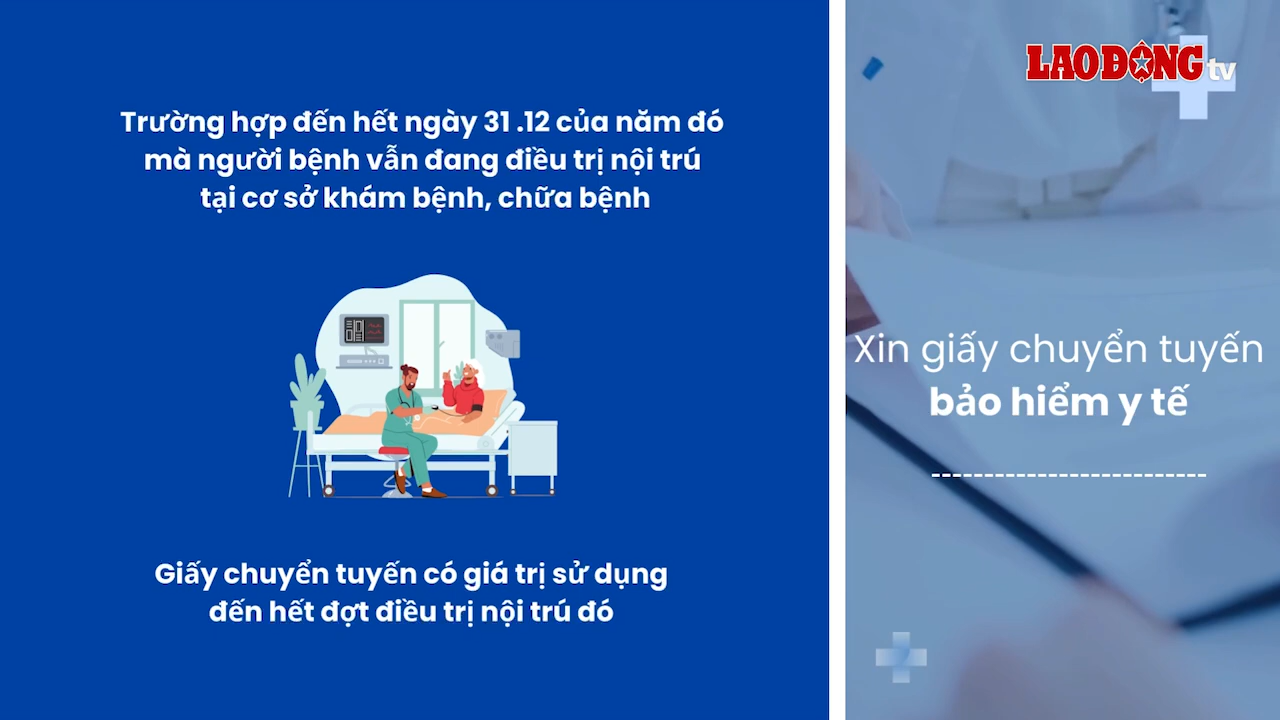 Trường hợp đến hết ngày 31 .12 của năm đó
mà người bệnh vẫn đang điều trị nội trú
tại cơ sở khám bệnh, chữa bệnh
Giấy chuyển tuyến có giá trị sử dụng
đến hết đợt điều trị nội trú đó
LAO ĐỘNG tv
Xin giấy chuyển tuyến
bảo hiểm y tế